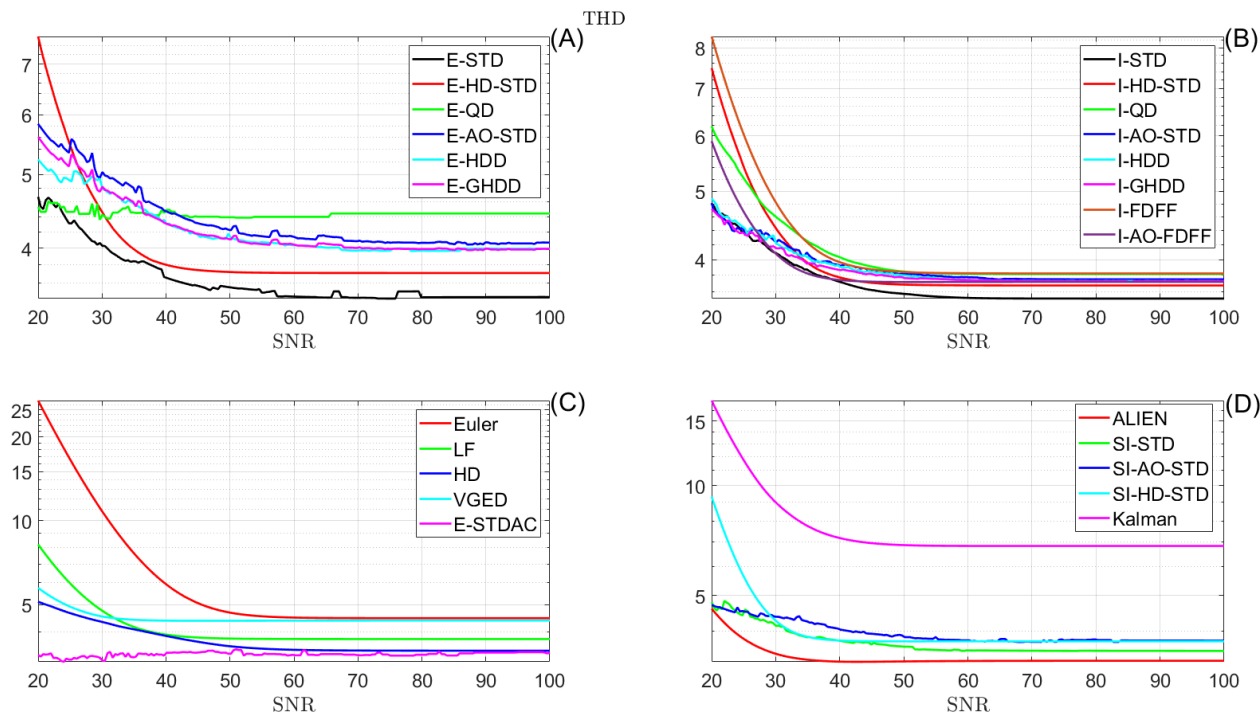 THD
(A)
7
6
5
4
E-STD
E-HD-STD
E-QD
E-AO-STD
E-HDD
E-GHDD
20 30 40 50 60 70 80 90 100
SNR
(B)
8
7
6
5
4
I-STD
I-HD-STD
I-QD
I-AO-STD
I-HDD
I-GHDD
I-FDFF
I-AO-FDFF
20 30 40 50 60 70 80 90 100
SNR
(C)
25
20
15
10
5
Euler
LF
HD
VGED
E-STDAC
20 30 40 50 60 70 80 90 100
SNR
(D)
15
10
5
ALIEN
SI-STD
SI-AO-STD
SI-HD-STD
Kalman
20 30 40 50 60 70 80 90 100
SNR